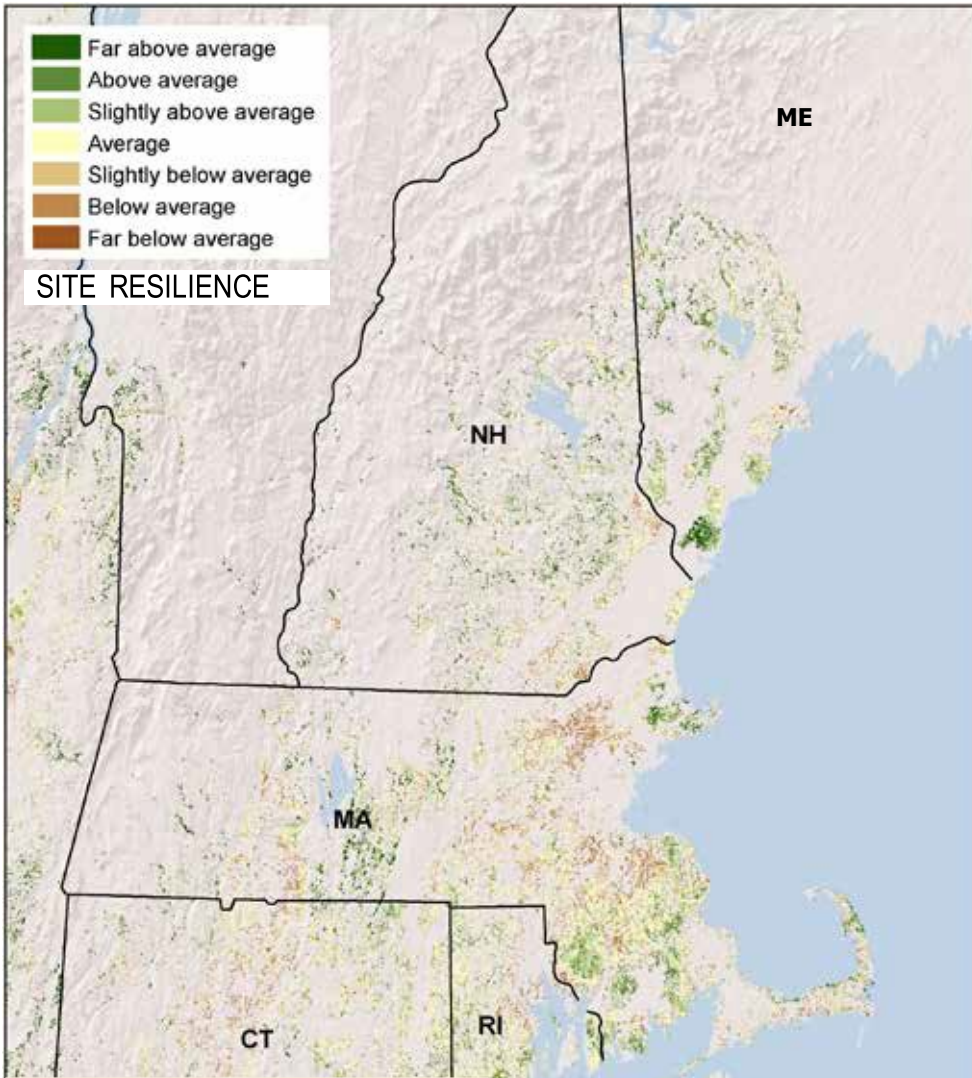 Far above average
Above average
Slightly above average
Average
Slightly below average
Below average
Far below average
SITE RESILIENCE
ME
NH
MA
CT
RI